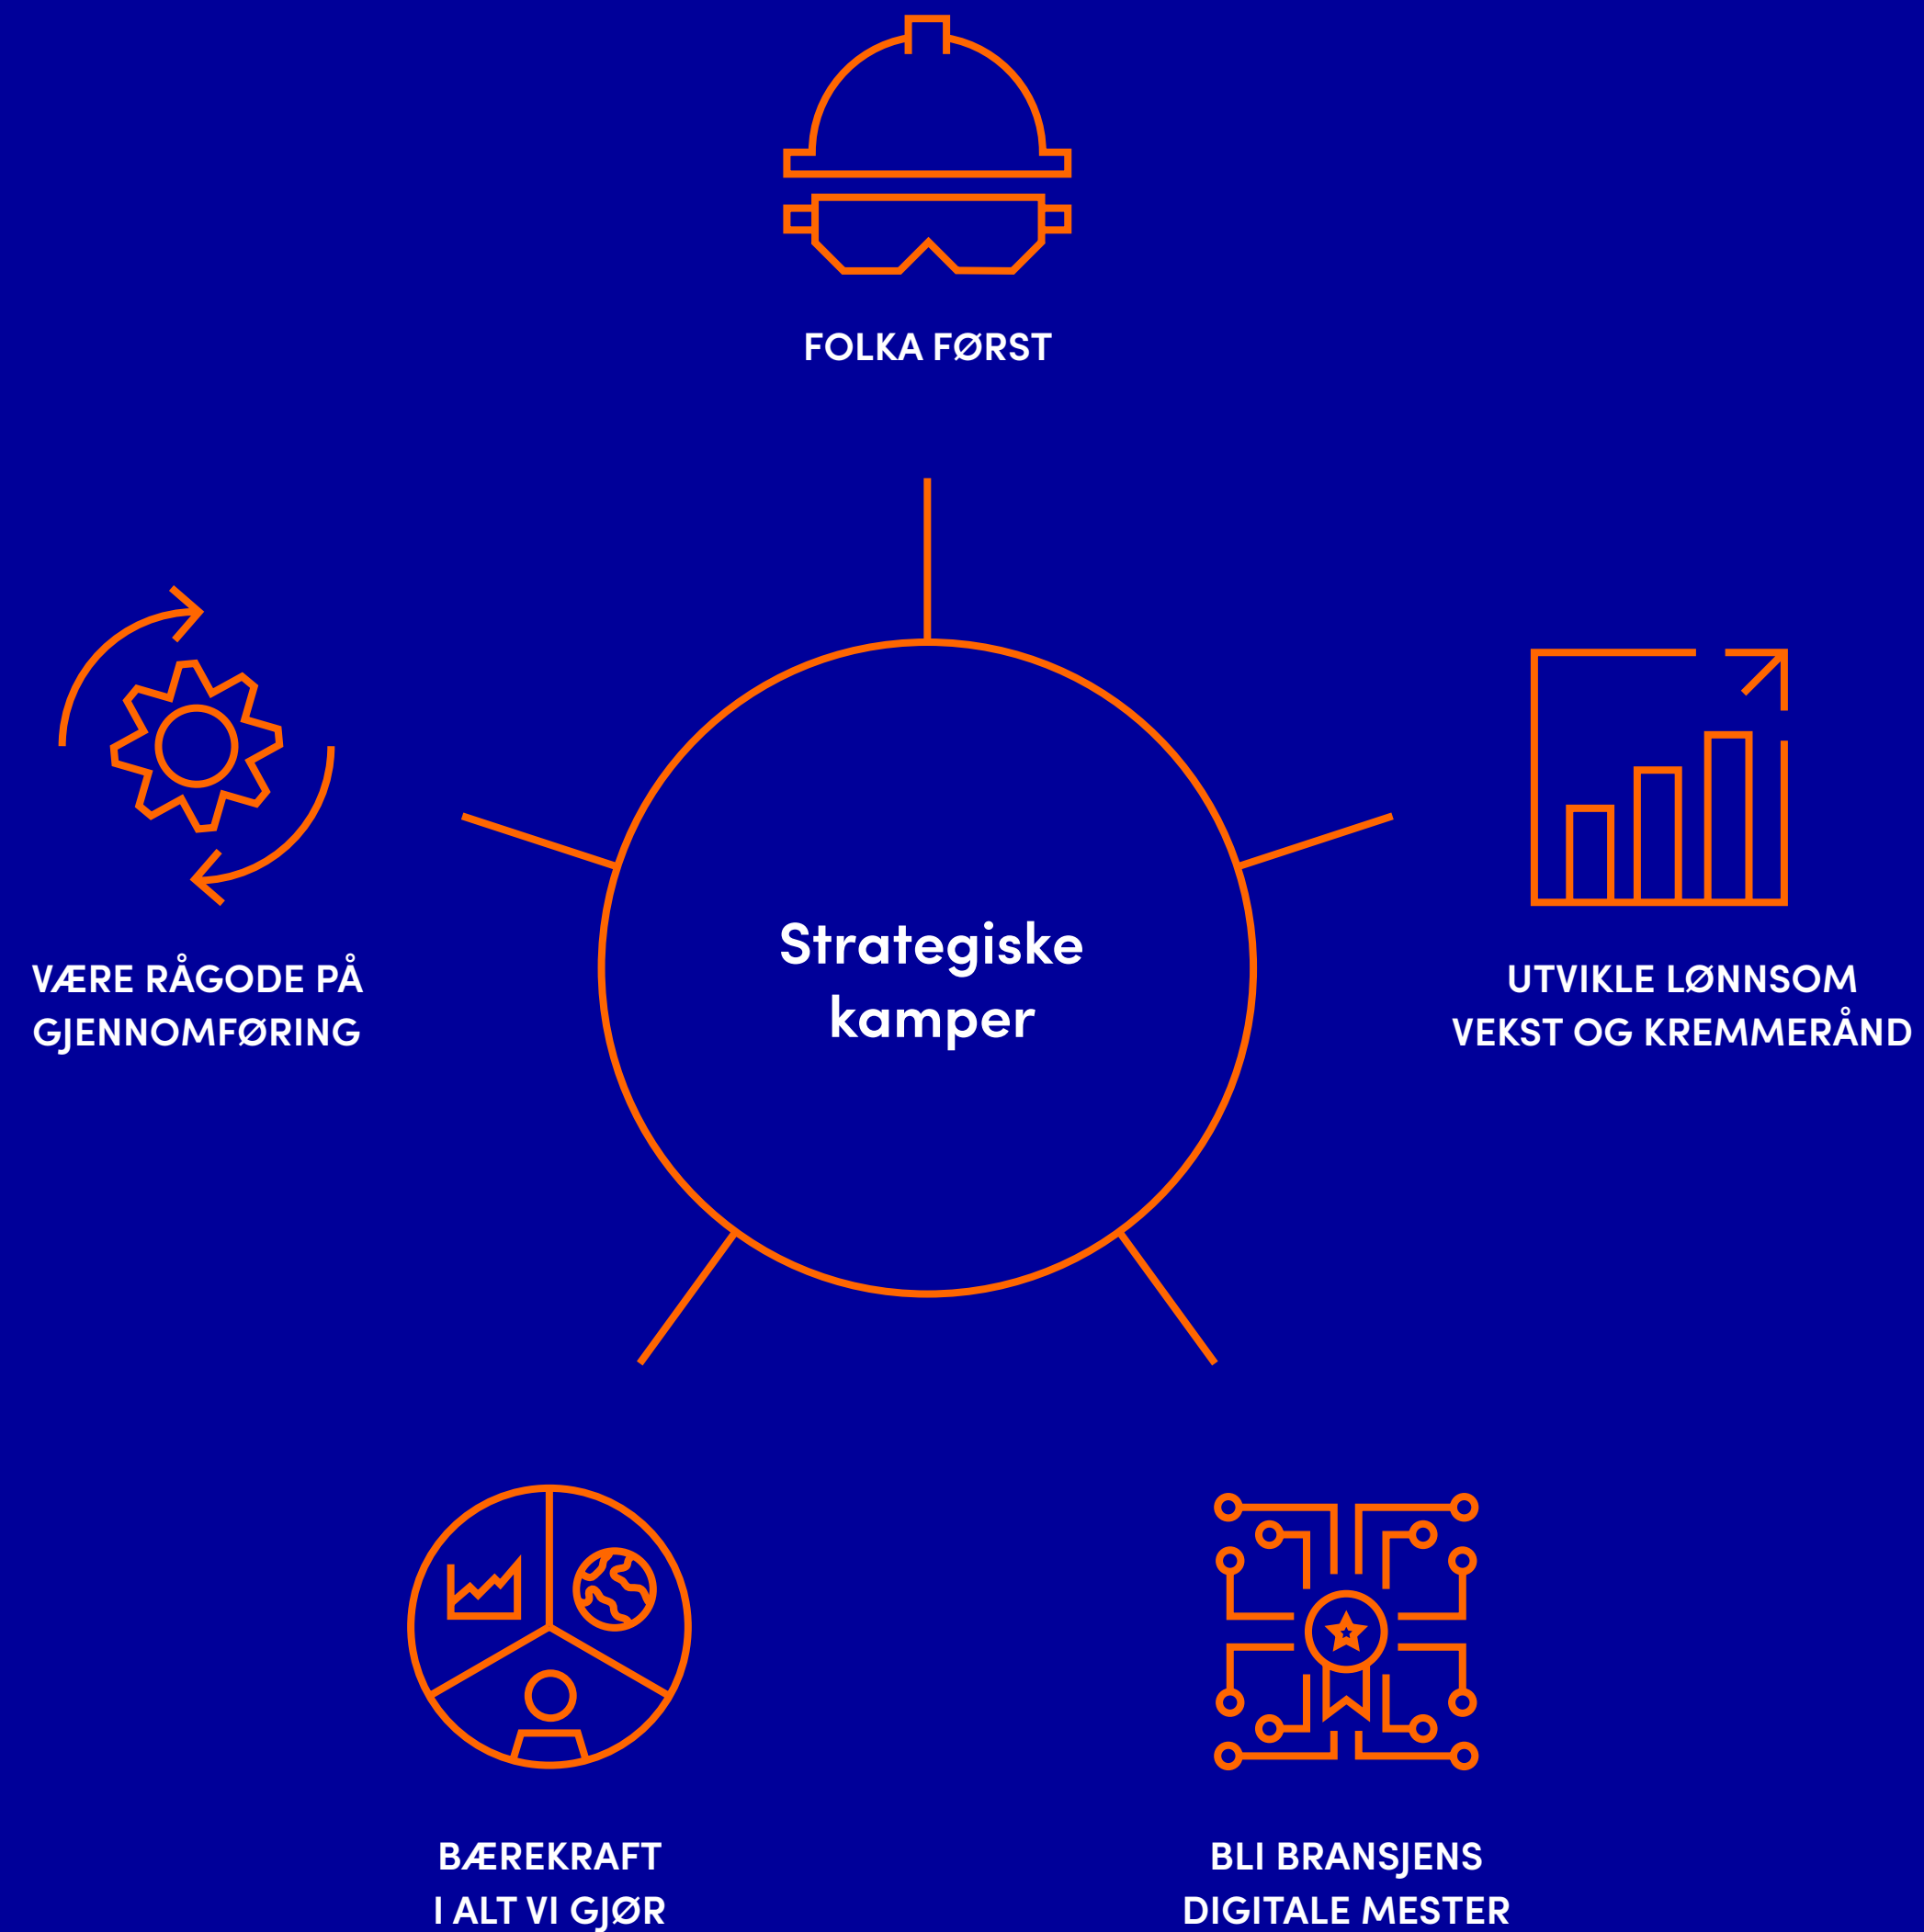 FOLKA FØRST
VÆRE RÅGODE PÅ
GJENNOMFØRING
Strategiske
kamper
UTVIKLE LØNNSOM
VEKST OG KREMMERÅND
BÆREKRAFT
I ALT VI GJØR
BLI BRANSJENS
DIGITALE MESTER